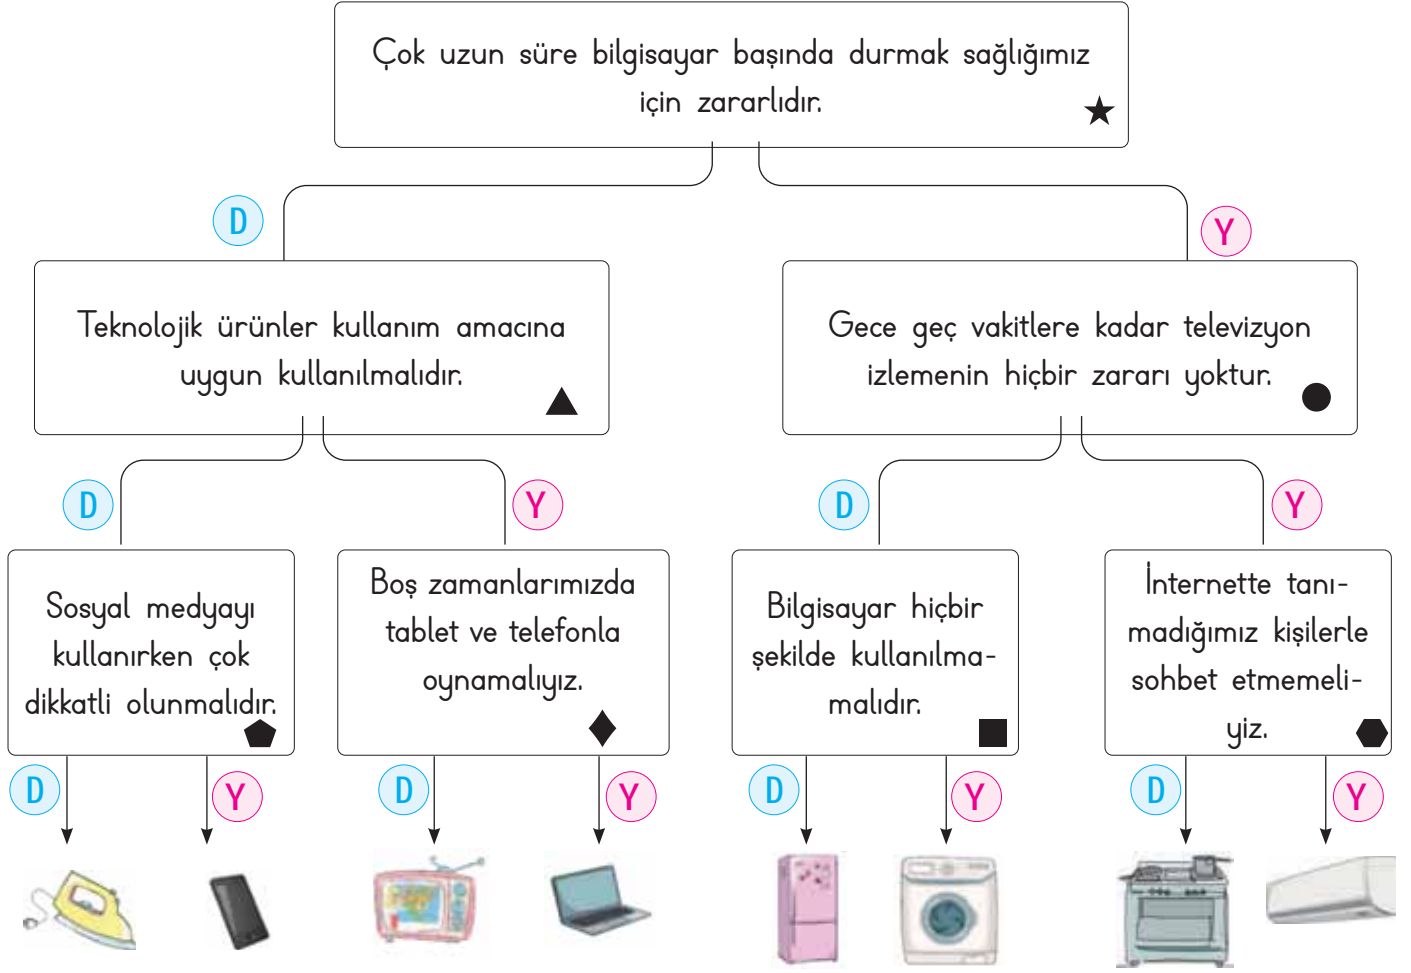 Çok uzun süre bilgisayar başında durmak sağlığımız
için zararlıdır.
D
Y
Teknolojik ürünler kullanım amacına
uygun kullanılmalıdır.
Gece geç vakitlere kadar televizyon
izlemenin hiçbir zararı yoktur.
D
Y
D
Y
Sosyal medyayı
kullanırken çok
dikkatli olunmalıdır.
Boş zamanlarımızda
tablet ve telefonla
oynamalıyız.
Bilgisayar hiçbir
şekilde kullanılma-
malıdır.
İnternette tanı-
madığımız kişilerle
sohbet etmemeli-
yiz.
D
Y
D
Y
D
Y
D
Y